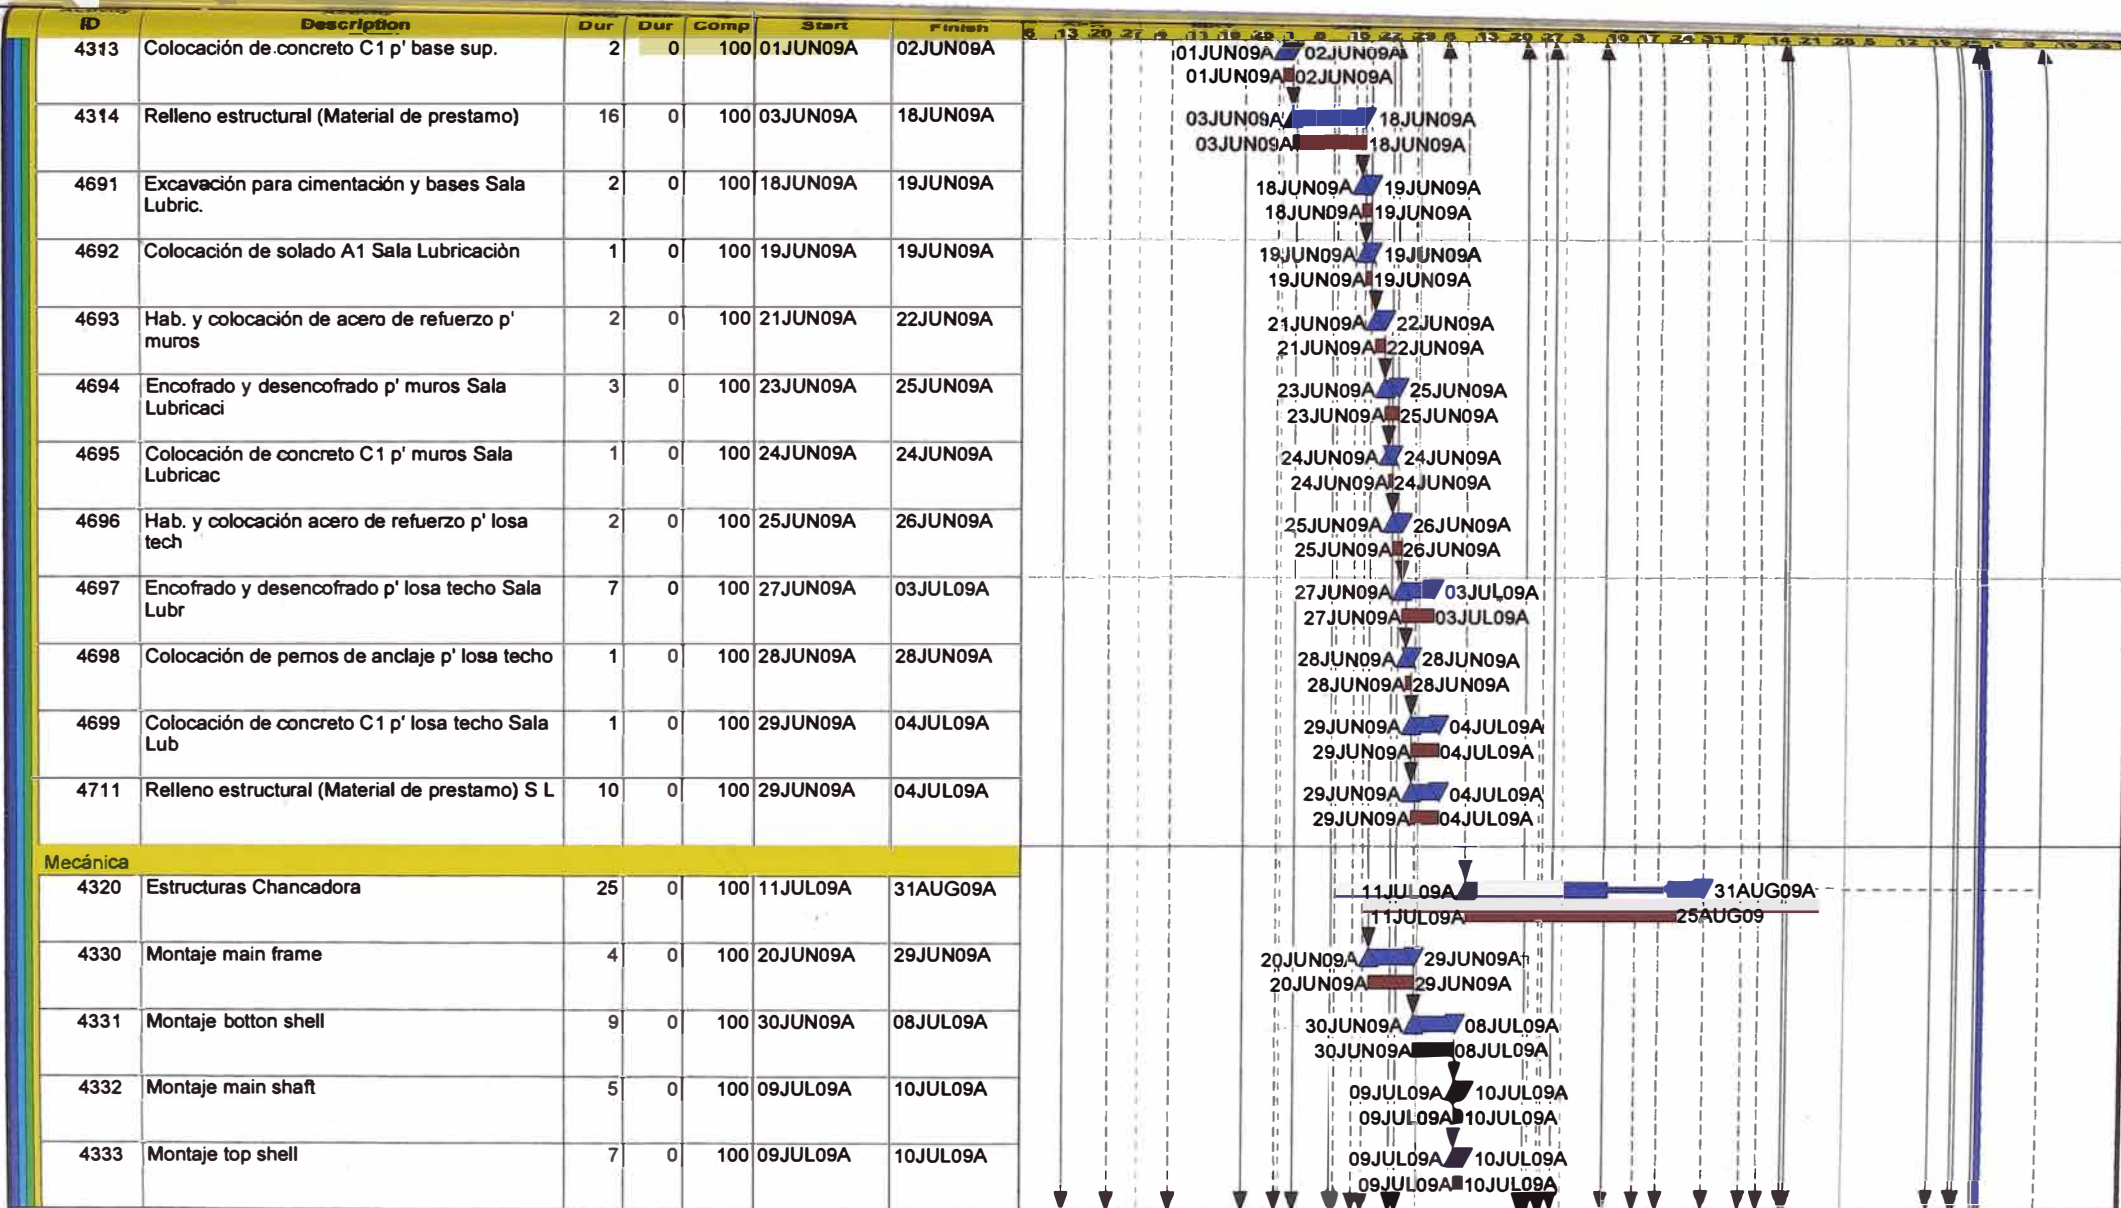 ID Description Dur Dur Comp Start Finish
4313 Colocación de concreto C1 p' base sup. 2 0 100 01JUN09A 02JUN09A 01JUN09A 02JUN09A
01JUN09A 02JUN09A
4314 Relleno estructural (Material de prestamo) 16 0 100 03JUN09A 18JUN09A 03JUN09A 18JUN09A
03JUN09A 18JUN09A
4691 Excavación para cimentación y bases Sala 2 0 100 18JUN09A 19JUN09A 18JUN09A 19JUN09A
Lubric. 18JUN09A 19JUN09A
4692 Colocación de solado A1 Sala Lubricaciòn 1 0 100 19JUN09A 19JUN09A 19JUN09A 19JUN09A
19JUN09A 19JUN09A
4693 Hab. y colocación de acero de refuerzo p' 2 0 100 21JUN09A 22JUN09A 21JUN09A 22JUN09A
muros 21JUN09A 22JUN09A
4694 Encofrado y desencofrado p' muros Sala 3 0 100 23JUN09A 25JUN09A 23JUN09A 25JUN09A
Lubricaci 23JUN09A 25JUN09A
4695 Colocación de concreto C1 p' muros Sala 1 0 100 24JUN09A 24JUN09A 24JUN09A 24JUN09A
Lubricac 24JUN09A 24JUN09A
4696 Hab. y colocación acero de refuerzo p' losa 2 0 100 25JUN09A 26JUN09A 25JUN09A 26JUN09A
tech 25JUN09A 26JUN09A
4697 Encofrado y desencofrado p' losa techo Sala 7 0 100 27JUN09A 03JUL09A 27JUN09A 03JUL09A
Lubr 27JUN09A 03JUL09A
4698 Colocación de pernos de anclaje p' losa techo 1 0 100 28JUN09A 28JUN09A 28JUN09A 28JUN09A
28JUN09A 28JUN09A
4699 Colocación de concreto C1 p' losa techo Sala 1 0 100 29JUN09A 04JUL09A 29JUN09A 04JUL09A
Lub 29JUN09A 04JUL09A
4711 Relleno estructural (Material de prestamo) S L 10 0 100 29JUN09A 04JUL09A 29JUN09A 04JUL09A
29JUN09A 04JUL09A
Mecánica
4320 Estructuras Chancadora 25 0 100 11JUL09A 31AUG09A 11JUL09A 31AUG09A
11JUL09A 25AUG09
4330 Montaje main frame 4 0 100 20JUN09A 29JUN09A 20JUN09A 29JUN09A
20JUN09A 29JUN09A
4331 Montaje botton shell 9 0 100 30JUN09A 08JUL09A 30JUN09A 08JUL09A
30JUN09A 08JUL09A
4332 Montaje main shaft 5 0 100 09JUL09A 10JUL09A 09JUL09A 10JUL09A
09JUL09A 10JUL09A
4333 Montaje top shell 7 0 100 09JUL09A 10JUL09A 09JUL09A 10JUL09A
09JUL09A 10JUL09A